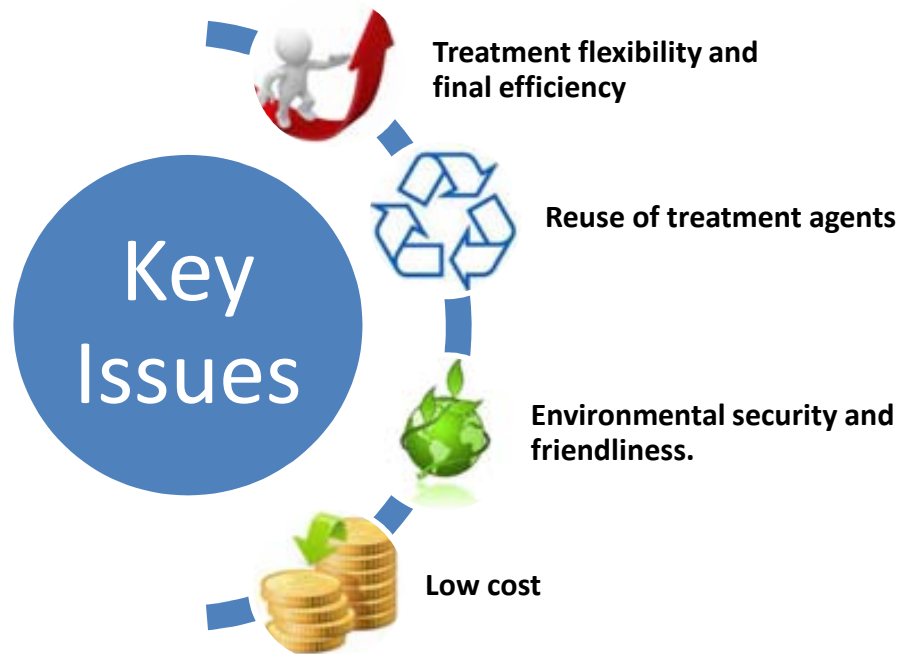 Key
Issues
Treatment flexibility and
final efficiency
Reuse of treatment agents
Environmental security and
friendliness.
Low cost